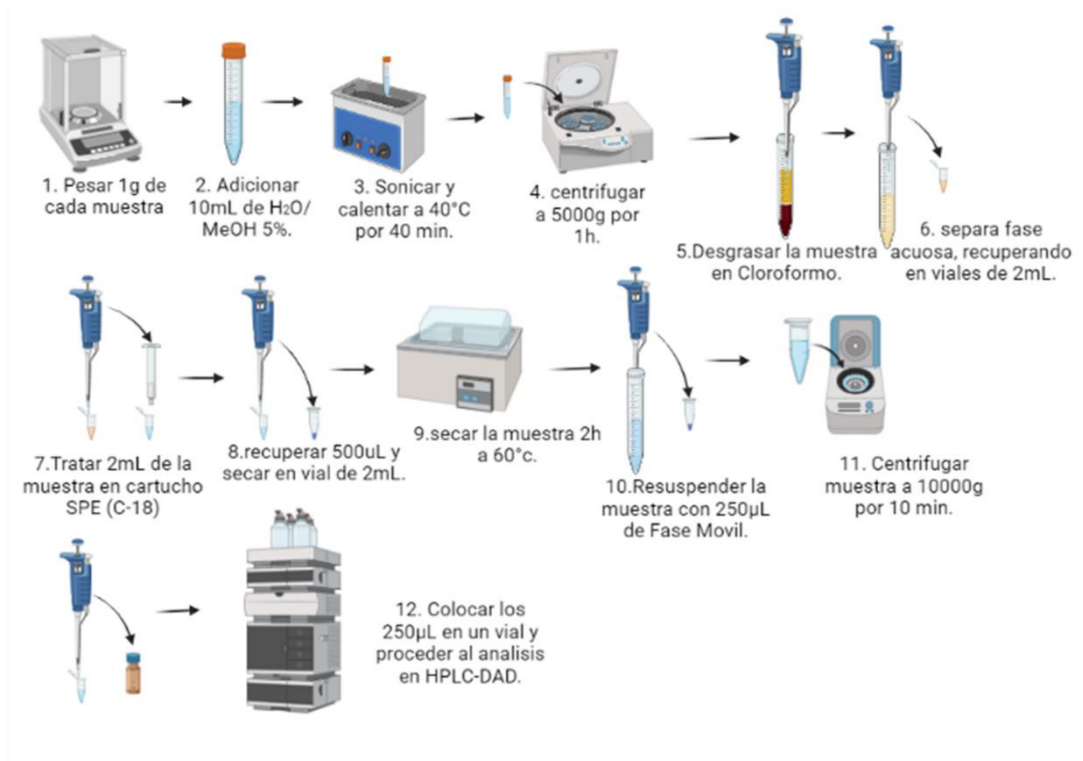 1. Pesar 1g de
cada muestra
2. Adicionar
10mL de H2O/
MeOH 5%.
3. Sonicar y
calentar a 40°C
por 40 min.
4. centrifugar
a 5000g por
1h.
5.Desgrasar la muestra
en Cloroformo.
6. separa fase
acuosa, recuperando
en viales de 2mL.
7.Tratar 2mL de la
muestra en cartucho
SPE (C-18)
8.recuperar 500uL y
secar en vial de 2mL.
9.secar la muestra 2h
a 60°c.
10.Resuspender la
muestra con 250µL
de Fase Movil.
11. Centrifugar
muestra a 10000g
por 10 min.
12. Colocar los
250µL en un vial y
proceder al analisis
en HPLC-DAD.